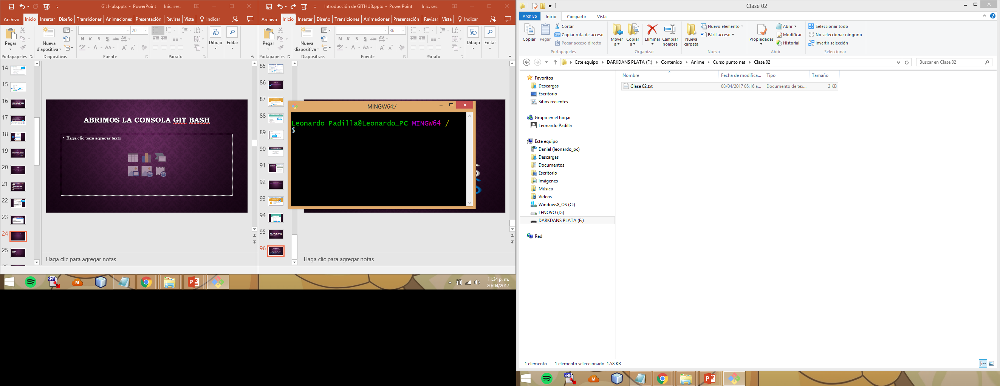 Git Hub.pptx - PowerPoint
Inic. ses.
Archivo Inicio Insertar Diseño Transiciones Animaciones Presentación Revisar Vista Indicar
20
Pegar
Nueva diapositiva
N K S S abc AV
Aa
Dibujo
Editar
Portapapeles Diapositivas Fuente Párrafo
14
15
16
17
18
19
20
21
22
23
24
25
ABRIMOS LA CONSOLA GIT BASH
• Haga clic para agregar texto
Haga clic para agregar notas
Introducción de GITHUB.pptx - PowerPoint
Inic. ses.
Archivo Inicio Insertar Diseño Transiciones Animaciones Presentación Revisar Vista Indicar
36
Pegar
Nueva diapositiva
N K S S abc AV
Aa
Dibujo
Editar
Portapapeles Diapositivas Fuente Párrafo
85
86
87
88
89
90
91
92
93
94
95
96
MINGW64:/
Leonardo Padilla@Leonardo_PC MINGW64 /
$
Haga clic para agregar notas
11:34 p. m.
20/04/2017
Clase 02
Archivo Inicio Compartir Vista
Copiar
Pegar
Cortar
Copiar ruta de acceso
Pegar acceso directo
Portapapeles
Mover a
Copiar a
Eliminar
Cambiar nombre
Organizar
Nueva carpeta
Nuevo elemento
Fácil acceso
Nuevo
Propiedades
Abrir
Modificar
Historial
Abrir
Seleccionar todo
No seleccionar ninguno
Invertir selección
Seleccionar
Este equipo DARKDANS PLATA (F:) Contenido Anime Curso punto net Clase 02
Buscar en Clase 02
Nombre Fecha de modifica... Tipo Tamaño
Clase 02.txt 08/04/2017 05:16 a... Documento de tex... 2 KB
Favoritos
Descargas
Escritorio
Sitios recientes
Grupo en el hogar
Leonardo Padilla
Este equipo
Daniel (leonardo_pc)
Descargas
Documentos
Escritorio
Imágenes
Música
Vídeos
Windows8_OS (C:)
LENOVO (D:)
DARKDANS PLATA (F:)
Red
1 elemento 1 elemento seleccionado 1.58 KB